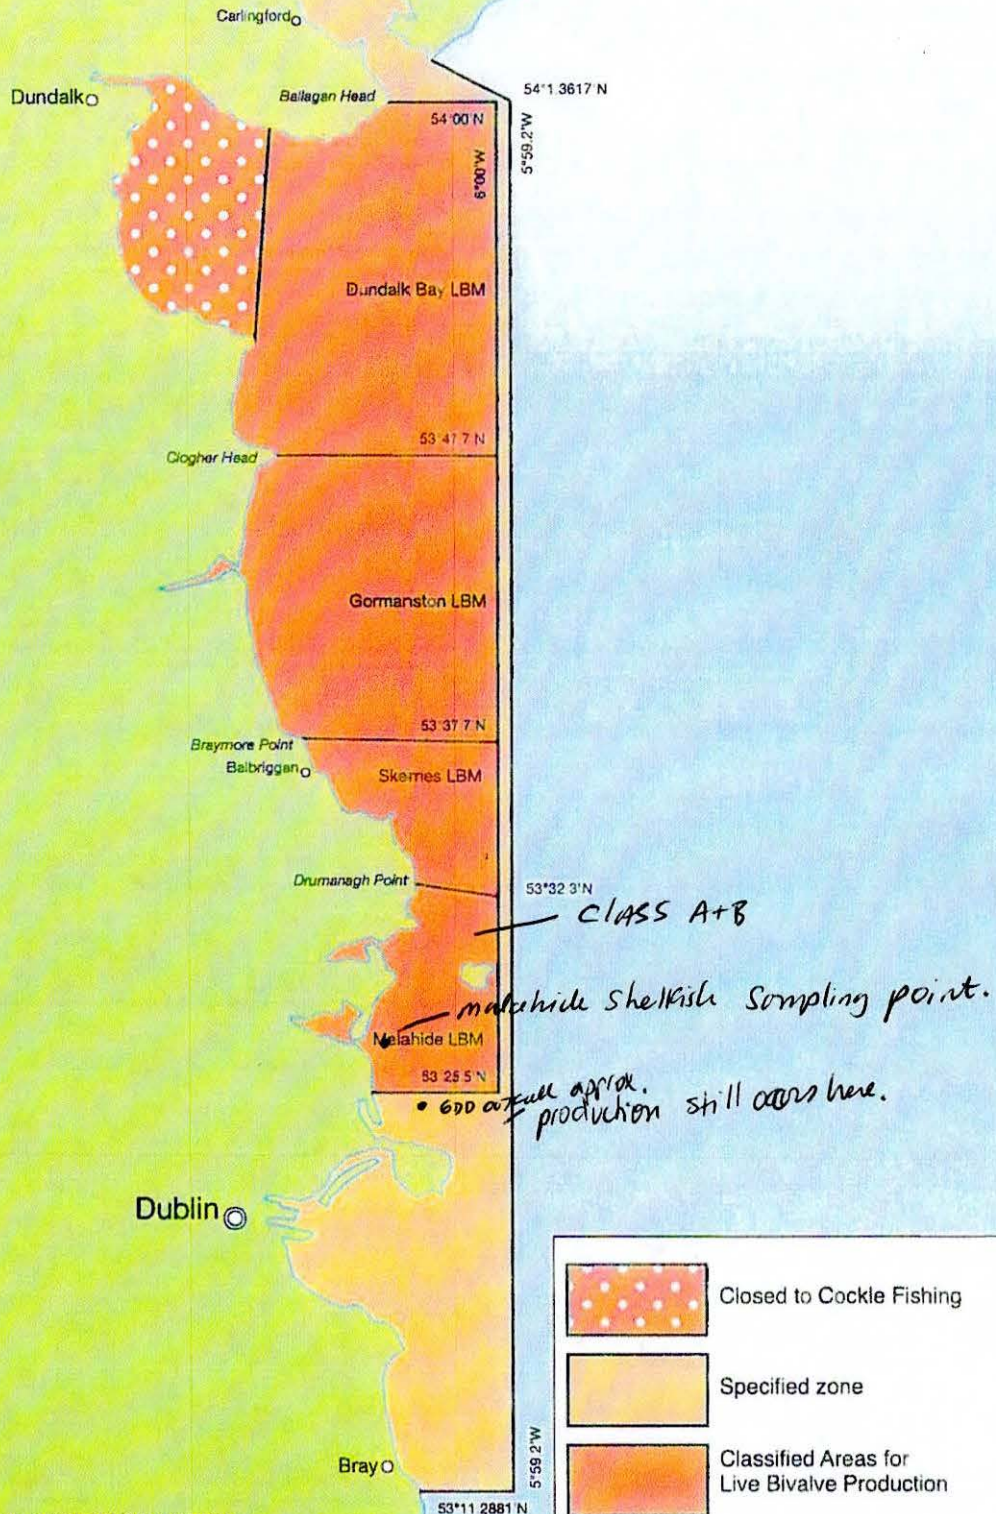 Carlingford
54°1.3617'N
Dundalk
Ballagan Head
54°00'N
5°59.2'W
6°00'W
Dundalk Bay LBM
53°47.7'N
Clogher Head
Gormanston LBM
53°37.7'N
Braymore Point
Balbriggan
Skerries LBM
Drumanagh Point
53°32.3'N
CLASS A+B
malahide Shellfish Sampling point.
Malahide LBM
53 25.5'N
GDD outfall approx.
production still occurs here.
Dublin
Closed to Cockle Fishing
Specified zone
Classified Areas for
Live Bivalve Production
Bray
5°59 2'W
53°11.2881'N